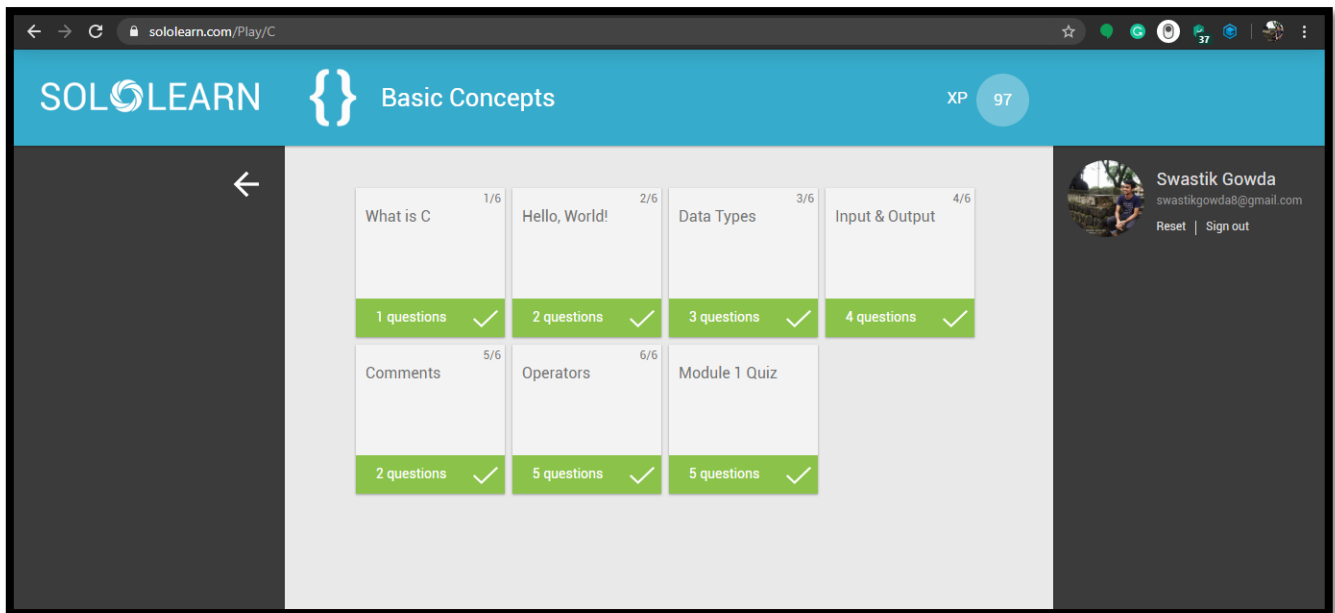 sololearn.com/Play/C
37
SOLOLEARN
{} Basic Concepts
XP 97
Swastik Gowda
swastikgowda8@gmail.com
Reset | Sign out
1/6
What is C
1 questions
2/6
Hello, World!
2 questions
3/6
Data Types
3 questions
4/6
Input & Output
4 questions
5/6
Comments
2 questions
6/6
Operators
5 questions
Module 1 Quiz
5 questions